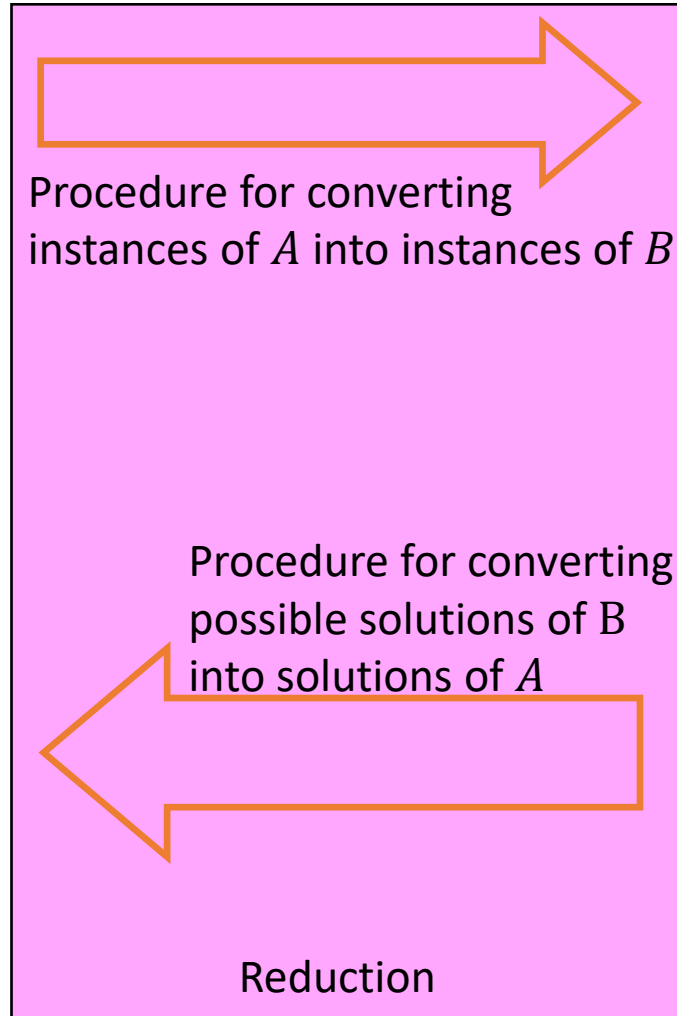 Procedure for converting
instances of A into instances of B
Procedure for converting
possible solutions of B
into solutions of A
Reduction